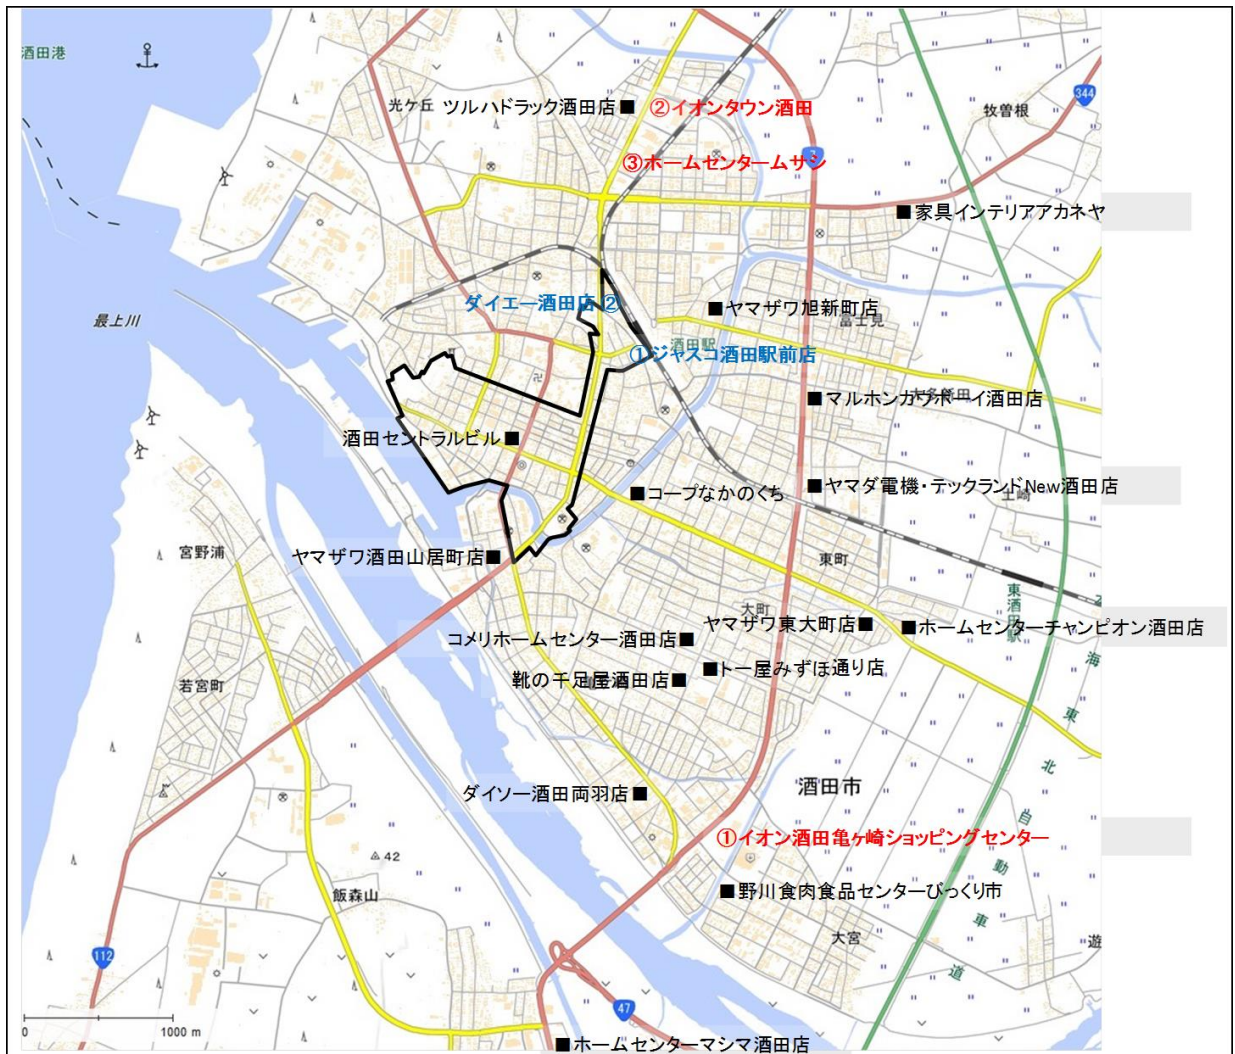 酒田港
344
光ケ丘
ツルハドラック酒田店■
②イオンタウン酒田
牧曽根
7
③ホームセンタームサシ
■家具インテリアアカネヤ
ダイエー酒田店②
■ヤマザワ旭新町店
最上川
富士見
酒田駅
①ジャスコ酒田駅前店
■マルホンカウボーイ酒田店
酒田セントラルビル■
■コープなかのくち
■ヤマダ電機・テックランドNew酒田店
土崎
宮野浦
ヤマザワ酒田山居町店■
東町
東酒田駅
大町
ヤマザワ東大町店■
■ホームセンターチャンピオン酒田店
コメリホームセンター酒田店■
■トー屋みずほ通り店
若宮町
靴の千足屋酒田店■
酒田市
ダイソー酒田両羽店■
①イオン酒田亀ヶ崎ショッピングセンター
42
飯森山
■野川食肉食品センターびっくり市
大宮
遊
112
47
0
1000 m
■ホームセンターマシマ酒田店
海
東
北
自
動
車
道